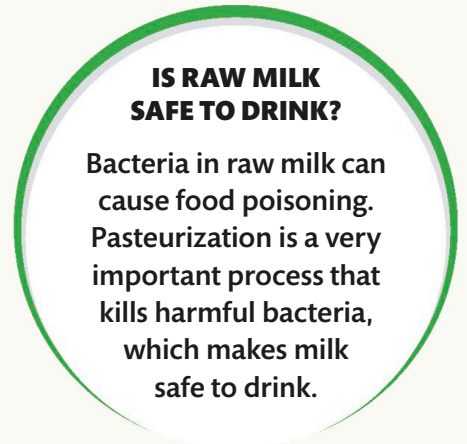 IS RAW MILK
SAFE TO DRINK?
Bacteria in raw milk can
cause food poisoning.
Pasteurization is a very
important process that
kills harmful bacteria,
which makes milk
safe to drink.